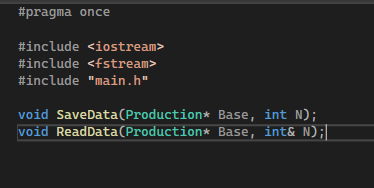 #pragma once
#include <iostream>
#include <fstream>
#include "main.h"
void SaveData(Production* Base, int N);
void ReadData(Production* Base, int& N);